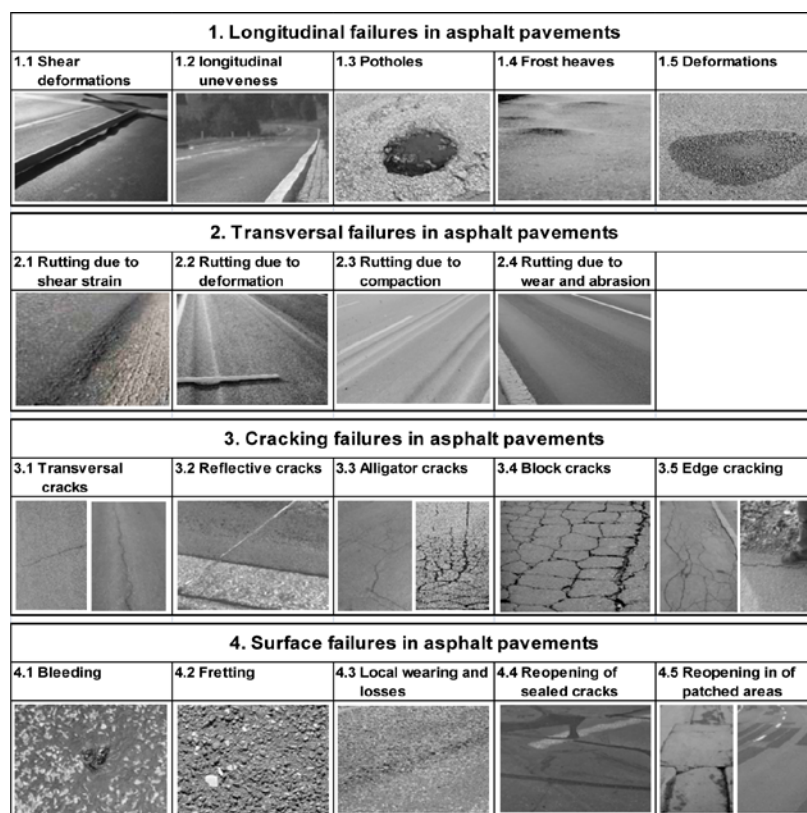 1. Longitudinal failures in asphalt pavements
1.1 Shear deformations
1.2 longitudinal uneveness
1.3 Potholes
1.4 Frost heaves
1.5 Deformations
2. Transversal failures in asphalt pavements
2.1 Rutting due to shear strain
2.2 Rutting due to deformation
2.3 Rutting due to compaction
2.4 Rutting due to wear and abrasion
3. Cracking failures in asphalt pavements
3.1 Transversal cracks
3.2 Reflective cracks
3.3 Alligator cracks
3.4 Block cracks
3.5 Edge cracking
4. Surface failures in asphalt pavements
4.1 Bleeding
4.2 Fretting
4.3 Local wearing and losses
4.4 Reopening of sealed cracks
4.5 Reopening in of patched areas